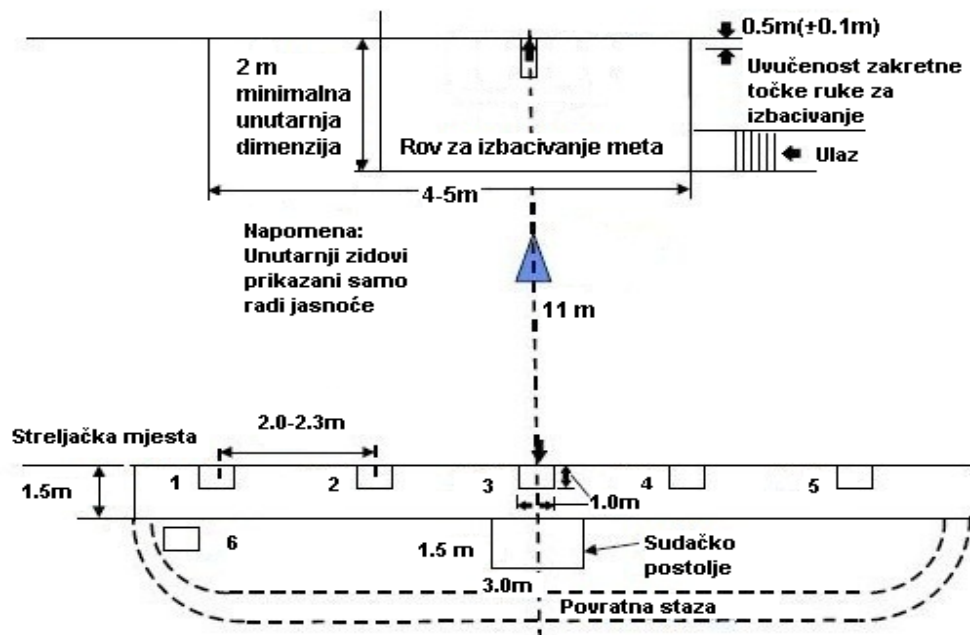 0.5m(±0.1m)
2 m
minimalna
unutarnja
dimenzija
Uvučenost zakretne
točke ruke za
izbacivanje
Rov za izbacivanje meta
Ulaz
4-5m
Napomena:
Unutarnji zidovi
prikazani samo
radi jasnoće
11 m
2.0-2.3m
Streljačka mjesta
1
2
3
4
5
1.5m
1.0m
6
1.5 m
Sudačko
postolje
3.0m
Povratna staza